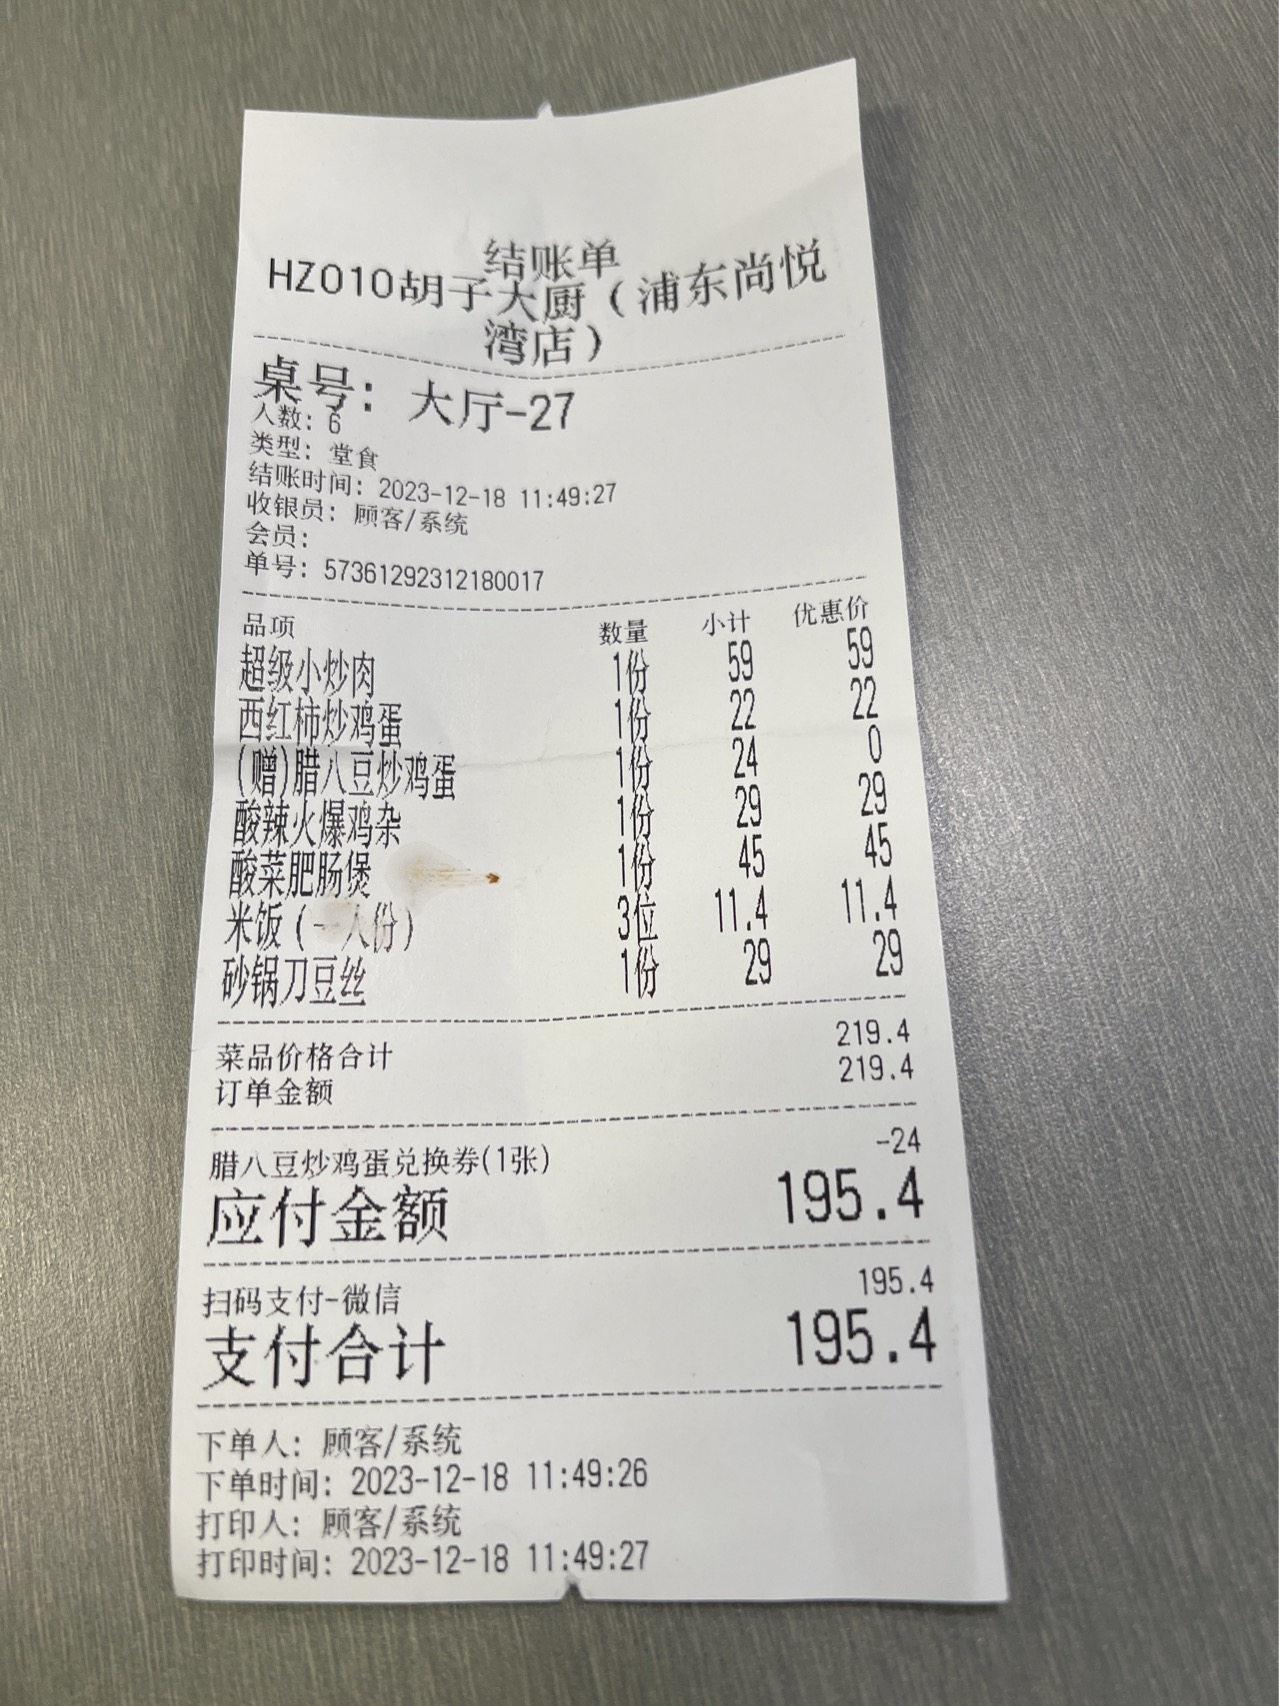 结账单
HZ010胡子大厨（浦东尚悦
湾店）
桌号：大厅-27
人数：6
类型：堂食
结账时间：2023-12-18 11:49:27
收银员：顾客/系统
会员：
单号：57361292312180017
品项 数量 小计 优惠价
超级小炒肉 1份 59 59
西红柿炒鸡蛋 1份 22 22
(赠)腊八豆炒鸡蛋 1份 24 0
酸辣火爆鸡杂 1份 29 29
酸菜肥肠煲 1份 45 45
米饭（一人份） 3位 11.4 11.4
砂锅刀豆丝 1份 29 29
菜品价格合计 219.4
订单金额 219.4
腊八豆炒鸡蛋兑换券(1张) -24
应付金额 195.4
扫码支付-微信 195.4
支付合计 195.4
下单人：顾客/系统
下单时间：2023-12-18 11:49:26
打印人：顾客/系统
打印时间：2023-12-18 11:49:27